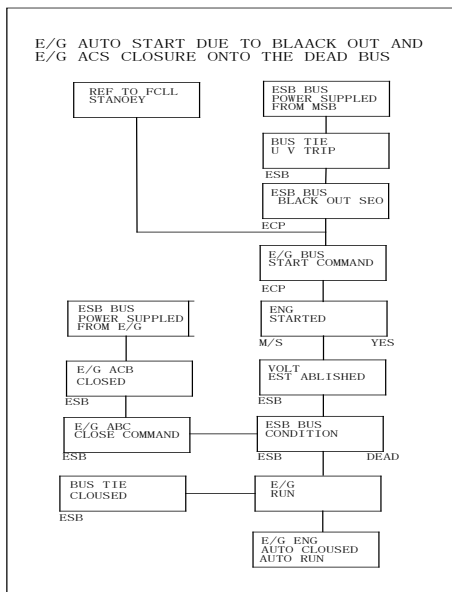 E/G AUTO START DUE TO BLAACK OUT AND
E/G ACS CLOSURE ONTO THE DEAD BUS
REF TO FCLL
STANOEY
ESB BUS
POWER SUPPLED
FROM MSB
BUS TIE
U V TRIP
ESB
ESB BUS
BLACK OUT SEO
ECP
E/G BUS
START COMMAND
ECP
ESB BUS
POWER SUPPLED
FROM E/G
ENG
STARTED
M/S YES
E/G ACB
CLOSED
ESB
VOLT
EST ABLISHED
ESB
E/G ABC
CLOSE COMMAND
ESB
ESB BUS
CONDITION
ESB DEAD
BUS TIE
CLOUSED
ESB
E/G
RUN
E/G ENG
AUTO CLOUSED
AUTO RUN